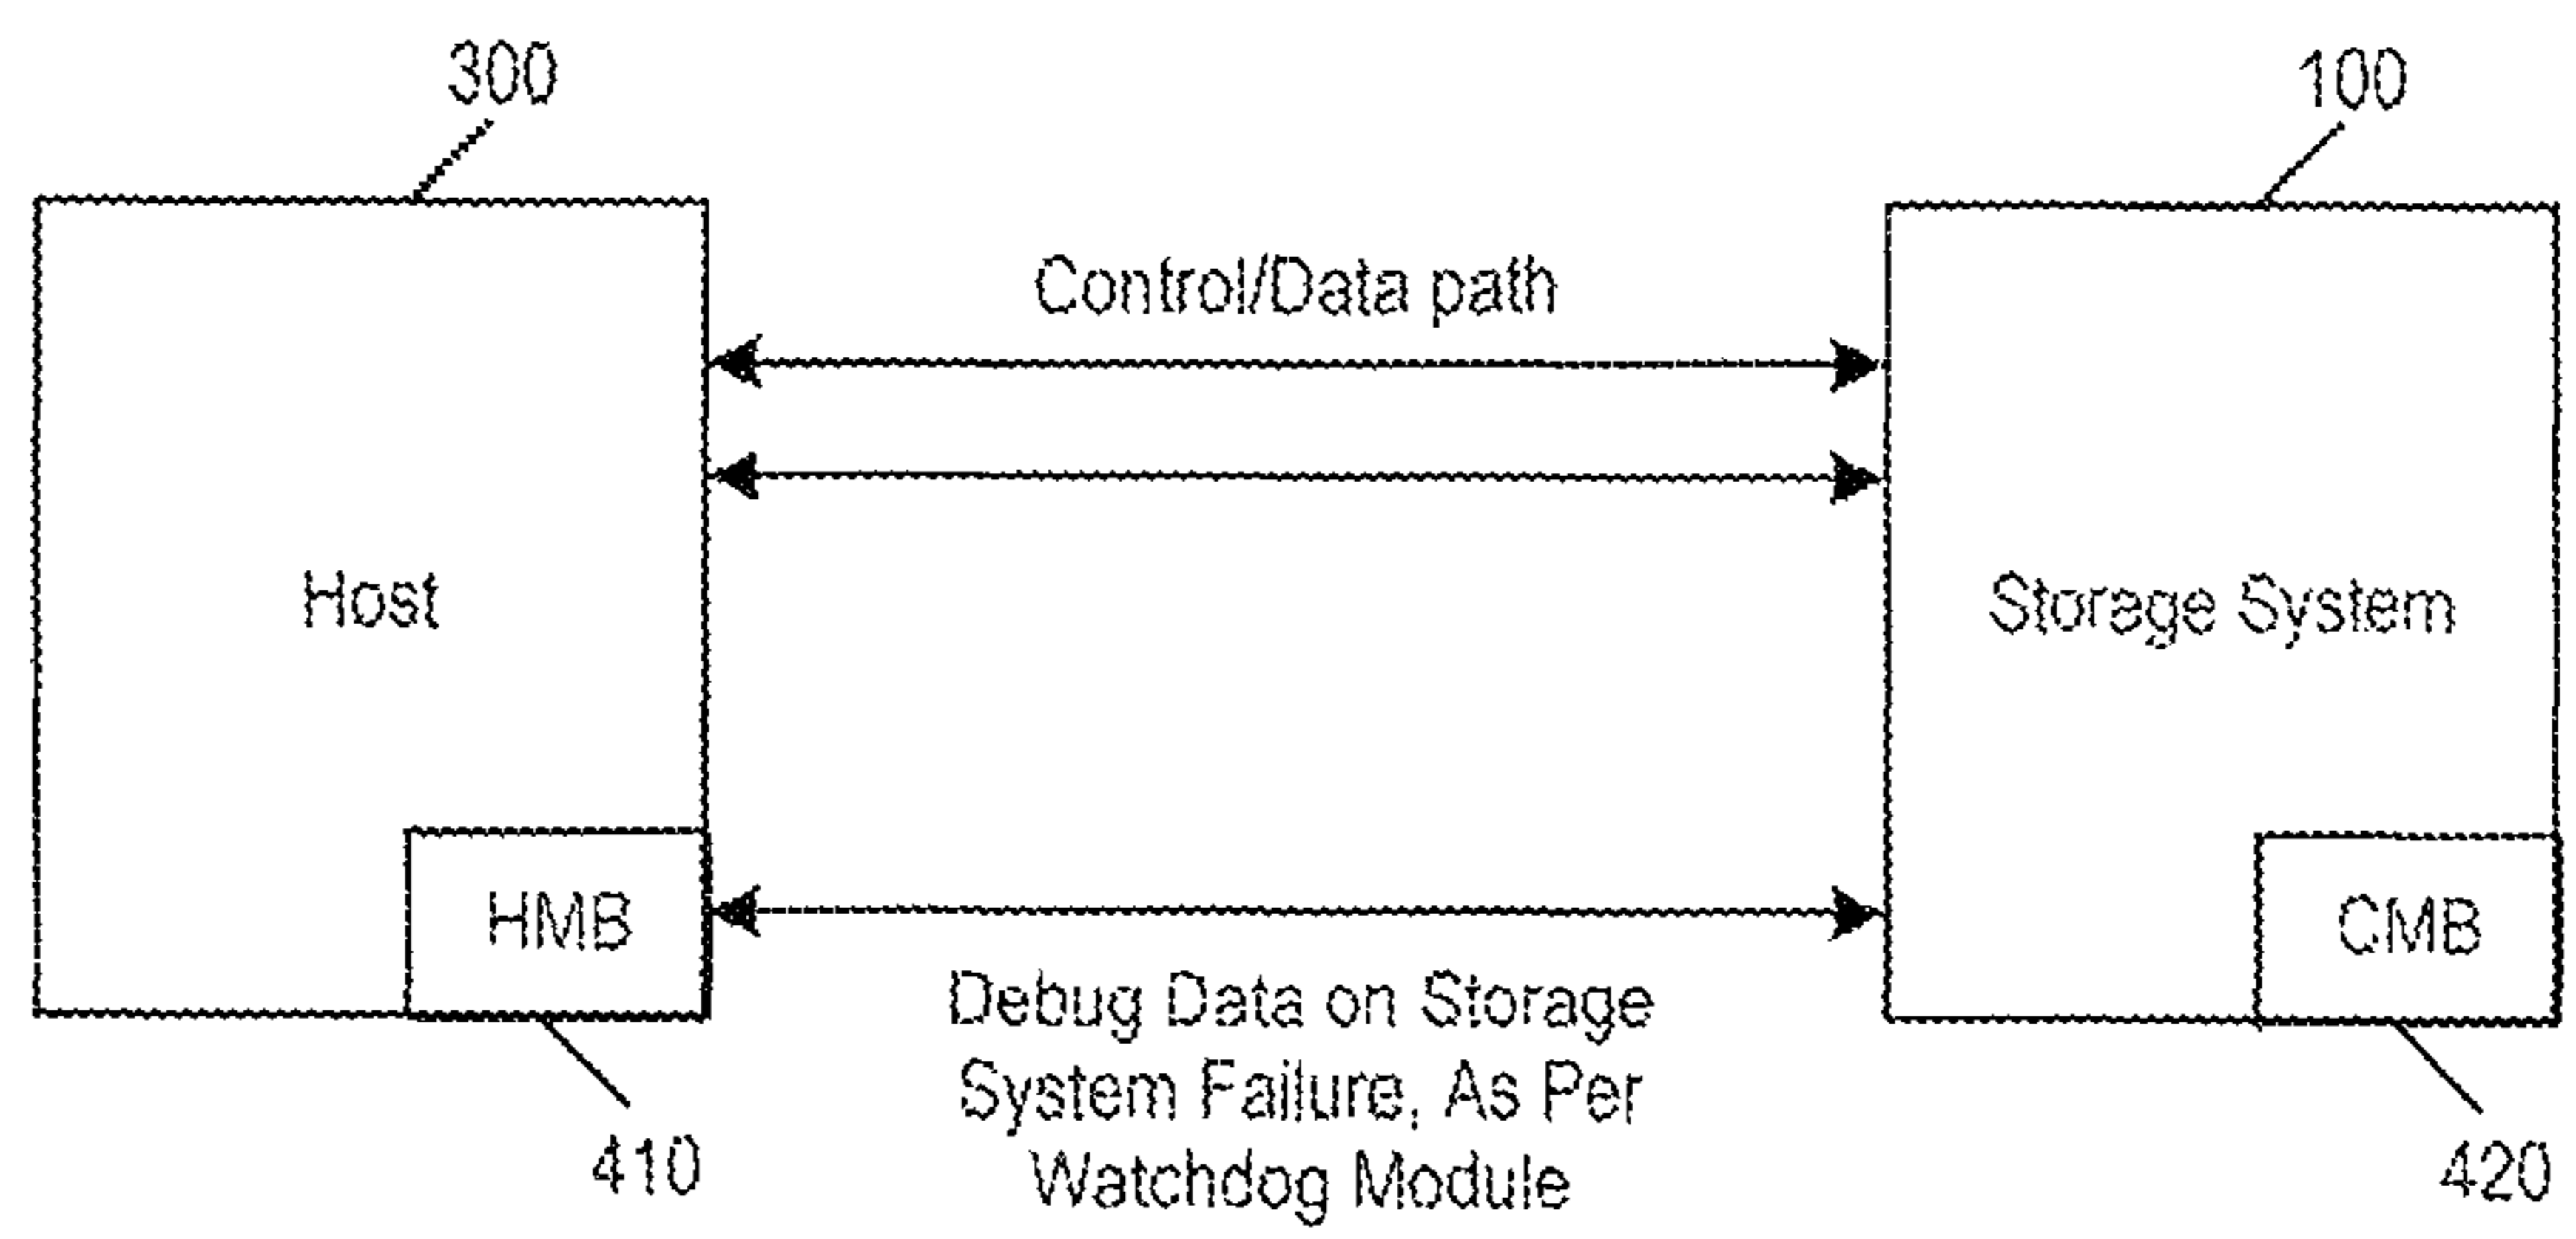 300
100
Control/Data path
Host
Storage System
HMB
CMB
Debug Data on Storage
System Failure, As Per
Watchdog Module
410
420